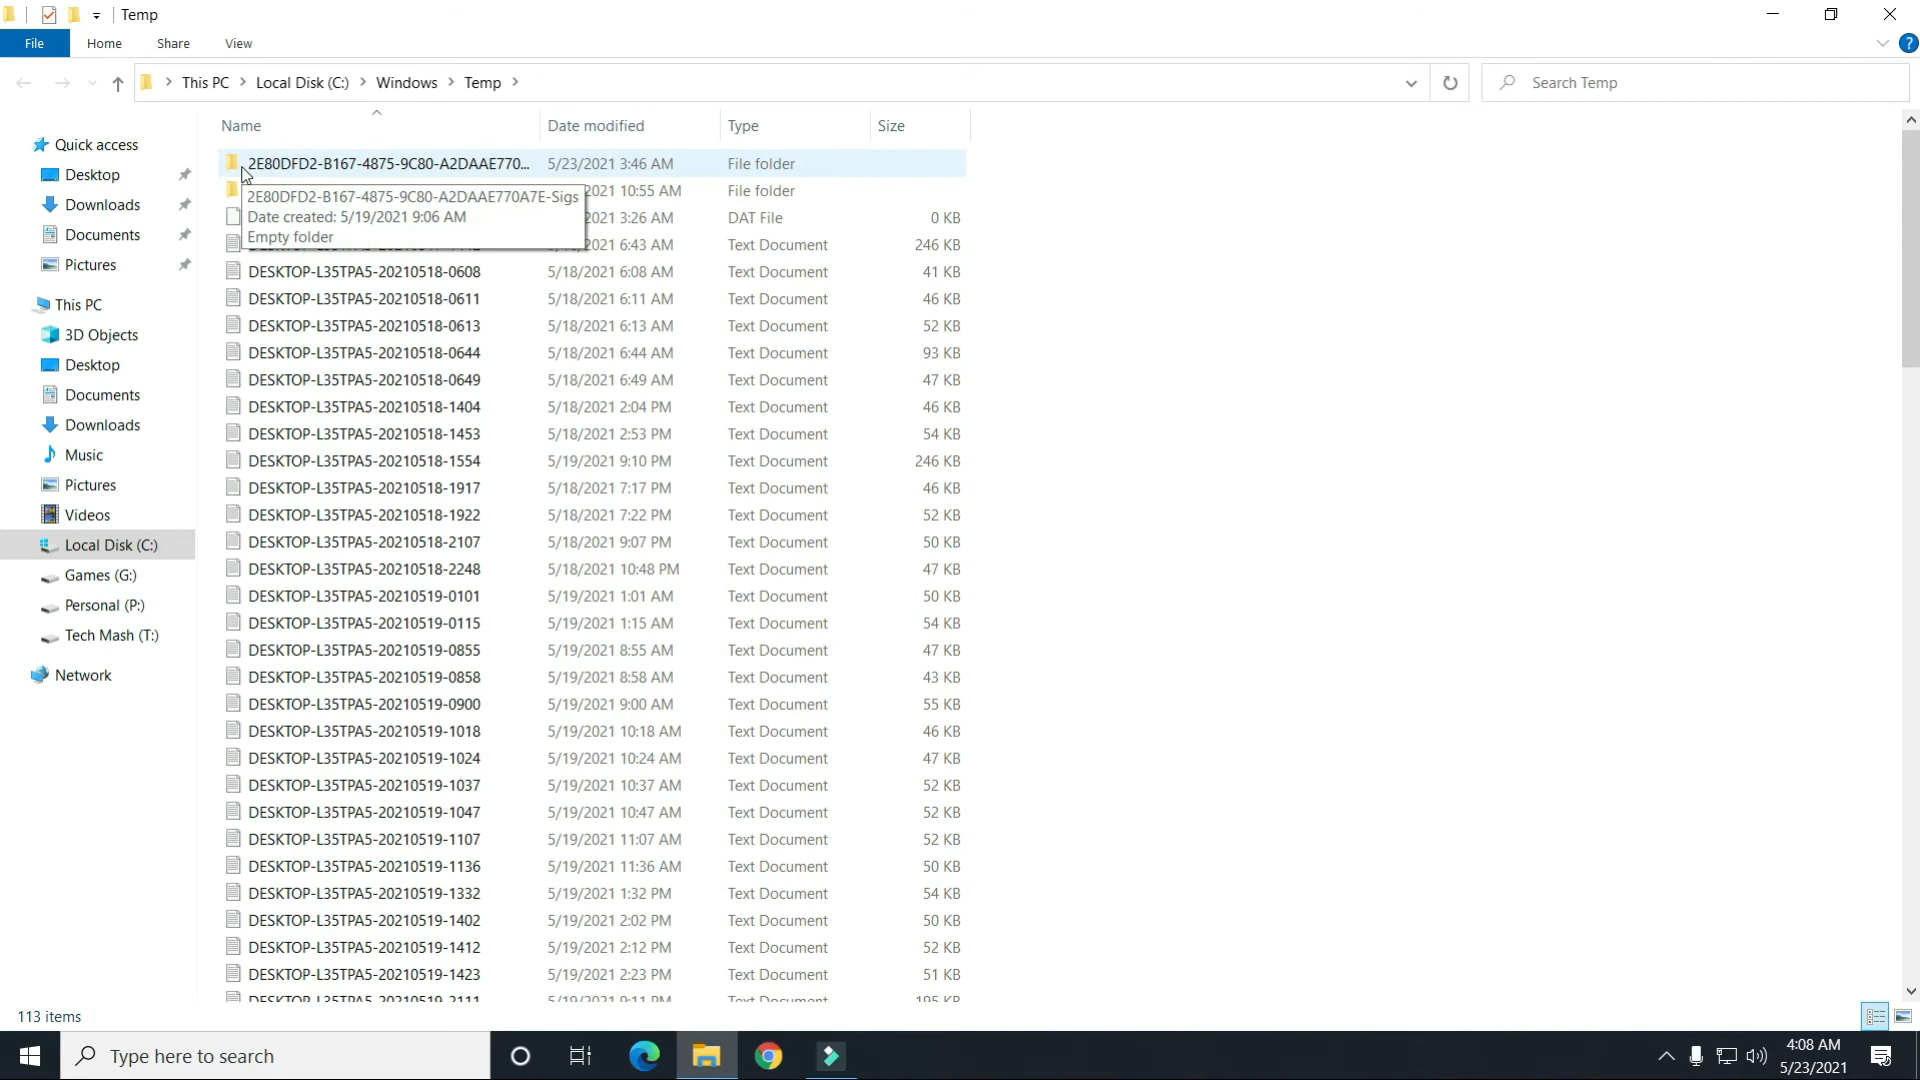 Temp
File Home Share View
This PC Local Disk (C:) Windows Temp
Search Temp
Name Date modified Type Size
Quick access
Desktop
Downloads
Documents
Pictures
This PC
3D Objects
Desktop
Documents
Downloads
Music
Pictures
Videos
Local Disk (C:)
Games (G:)
Personal (P:)
Tech Mash (T:)
Network
2E80DFD2-B167-4875-9C80-A2DAAE770... 5/23/2021 3:46 AM File folder
2021 10:55 AM File folder
2E80DFD2-B167-4875-9C80-A2DAAE770A7E-Sigs
Date created: 5/19/2021 9:06 AM
Empty folder
2021 3:26 AM DAT File 0 KB
2021 6:43 AM Text Document 246 KB
DESKTOP-L35TPA5-20210518-0608 5/18/2021 6:08 AM Text Document 41 KB
DESKTOP-L35TPA5-20210518-0611 5/18/2021 6:11 AM Text Document 46 KB
DESKTOP-L35TPA5-20210518-0613 5/18/2021 6:13 AM Text Document 52 KB
DESKTOP-L35TPA5-20210518-0644 5/18/2021 6:44 AM Text Document 93 KB
DESKTOP-L35TPA5-20210518-0649 5/18/2021 6:49 AM Text Document 47 KB
DESKTOP-L35TPA5-20210518-1404 5/18/2021 2:04 PM Text Document 46 KB
DESKTOP-L35TPA5-20210518-1453 5/18/2021 2:53 PM Text Document 54 KB
DESKTOP-L35TPA5-20210518-1554 5/19/2021 9:10 PM Text Document 246 KB
DESKTOP-L35TPA5-20210518-1917 5/18/2021 7:17 PM Text Document 46 KB
DESKTOP-L35TPA5-20210518-1922 5/18/2021 7:22 PM Text Document 52 KB
DESKTOP-L35TPA5-20210518-2107 5/18/2021 9:07 PM Text Document 50 KB
DESKTOP-L35TPA5-20210518-2248 5/18/2021 10:48 PM Text Document 47 KB
DESKTOP-L35TPA5-20210519-0101 5/19/2021 1:01 AM Text Document 50 KB
DESKTOP-L35TPA5-20210519-0115 5/19/2021 1:15 AM Text Document 54 KB
DESKTOP-L35TPA5-20210519-0855 5/19/2021 8:55 AM Text Document 47 KB
DESKTOP-L35TPA5-20210519-0858 5/19/2021 8:58 AM Text Document 43 KB
DESKTOP-L35TPA5-20210519-0900 5/19/2021 9:00 AM Text Document 55 KB
DESKTOP-L35TPA5-20210519-1018 5/19/2021 10:18 AM Text Document 46 KB
DESKTOP-L35TPA5-20210519-1024 5/19/2021 10:24 AM Text Document 47 KB
DESKTOP-L35TPA5-20210519-1037 5/19/2021 10:37 AM Text Document 52 KB
DESKTOP-L35TPA5-20210519-1047 5/19/2021 10:47 AM Text Document 52 KB
DESKTOP-L35TPA5-20210519-1107 5/19/2021 11:07 AM Text Document 52 KB
DESKTOP-L35TPA5-20210519-1136 5/19/2021 11:36 AM Text Document 50 KB
DESKTOP-L35TPA5-20210519-1332 5/19/2021 1:32 PM Text Document 54 KB
DESKTOP-L35TPA5-20210519-1402 5/19/2021 2:02 PM Text Document 50 KB
DESKTOP-L35TPA5-20210519-1412 5/19/2021 2:12 PM Text Document 52 KB
DESKTOP-L35TPA5-20210519-1423 5/19/2021 2:23 PM Text Document 51 KB
DESKTOP-L35TPA5-20210519-2111 5/19/2021 9:11 PM Text Document 195 KB
113 items
Type here to search
4:08 AM
5/23/2021